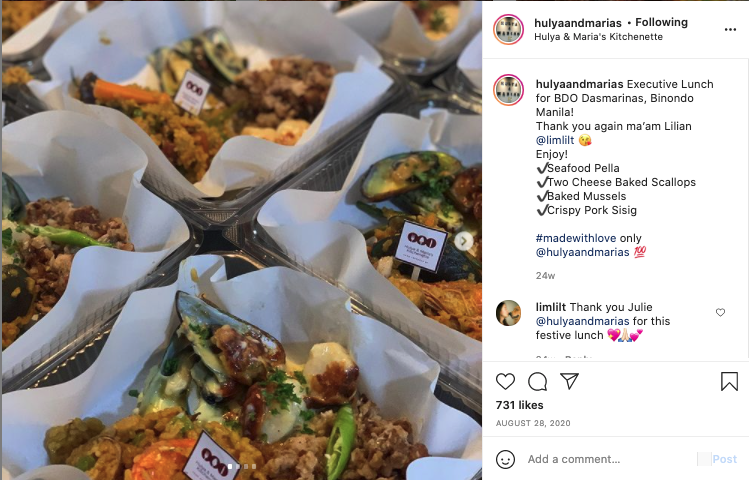 hulyaandmarias • Following
Hulya & Maria's Kitchenette
hulyaandmarias Executive Lunch
for BDO Dasmarinas, Binondo
Manila!
Thank you again ma'am Lilian
@limlilt 😘
Enjoy!
✔Seafood Pella
✔Two Cheese Baked Scallops
✔Baked Mussels
✔Crispy Pork Sisig
#madewithlove only
@hulyaandmarias 💯
24w
limlilt Thank you Julie
@hulyaandmarias for this
festive lunch 💖🙏🏻💕
731 likes
AUGUST 28, 2020
Add a comment...
Post